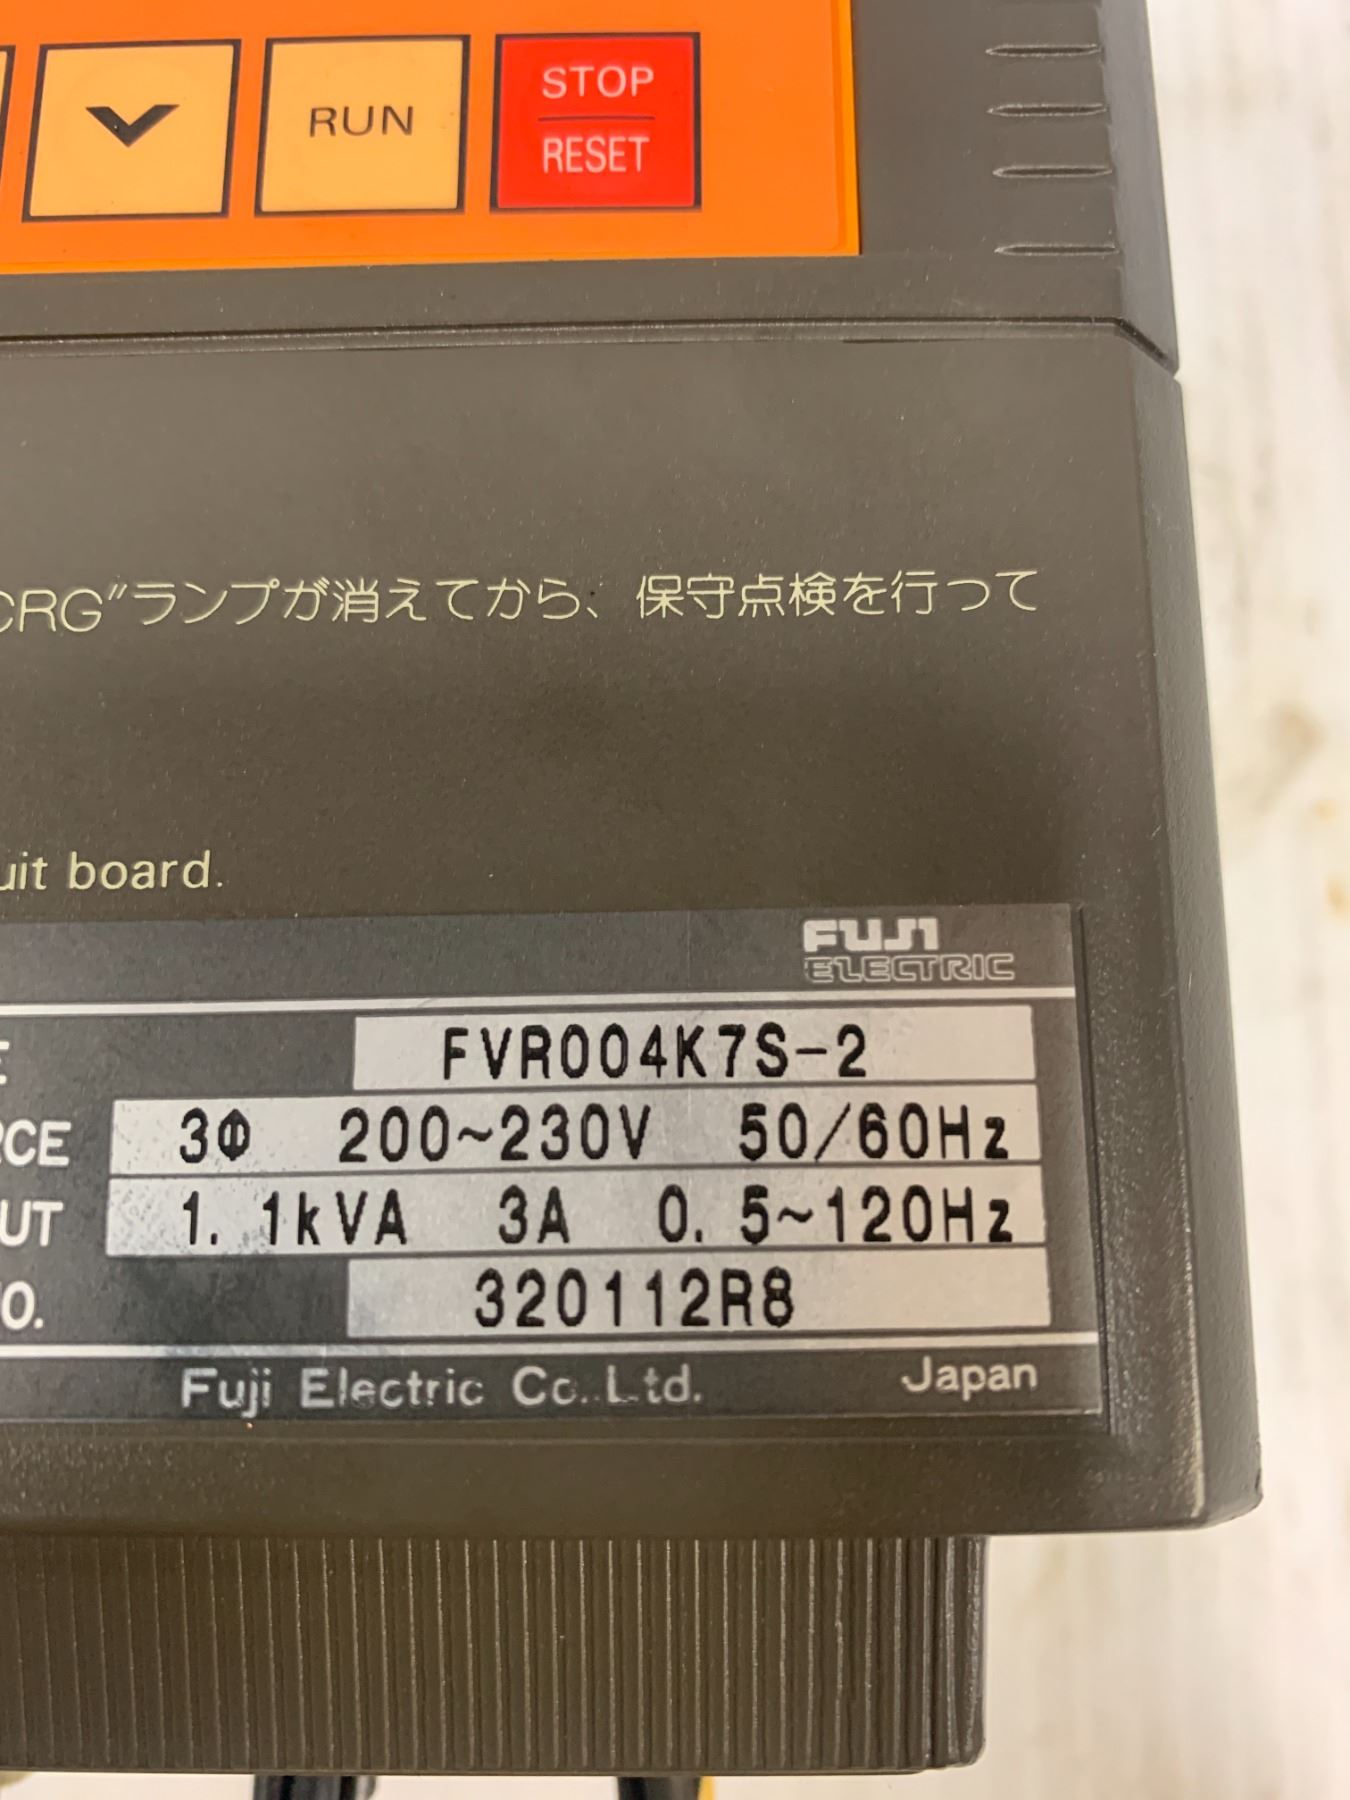 RUN
STOP
RESET
CRG"ランプが消えてから、保守点検を行って
uit board.
FUJI
ELECTRIC
E
FVR004K7S-2
RCE
3Φ 200~230V 50/60Hz
UT
1.1kVA 3A 0.5~120Hz
O.
320112R8
Fuji Electric Co.,Ltd.
Japan